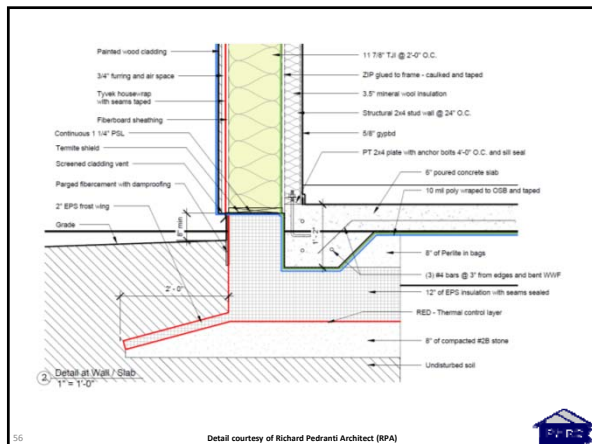 Painted wood cladding
3/4" furring and air space
Tyvek housewrap
with seams taped
Fiberboard sheathing
Continuous 1 1/4" PSL
Termite shield
Screened cladding vent
Parged fibercement with damproofing
2" EPS frost wing
Grade
8" min
2' - 0"
1' - 2"
11 7/8" TJI @ 2'-0" O.C.
ZIP glued to frame - caulked and taped
3.5" mineral wool insulation
Structural 2x4 stud wall @ 24" O.C.
5/8" gypbd
PT 2x4 plate with anchor bolts 4'-0" O.C. and sill seal
6" poured concrete slab
10 mil poly wraped to OSB and taped
8" of Perlite in bags
(3) #4 bars @ 3" from edges and bent WWF
12" of EPS insulation with seams sealed
RED - Thermal control layer
8" of compacted #2B stone
Undisturbed soil
2 Detail at Wall / Slab
1" = 1'-0"
56
Detail courtesy of Richard Pedranti Architect (RPA)